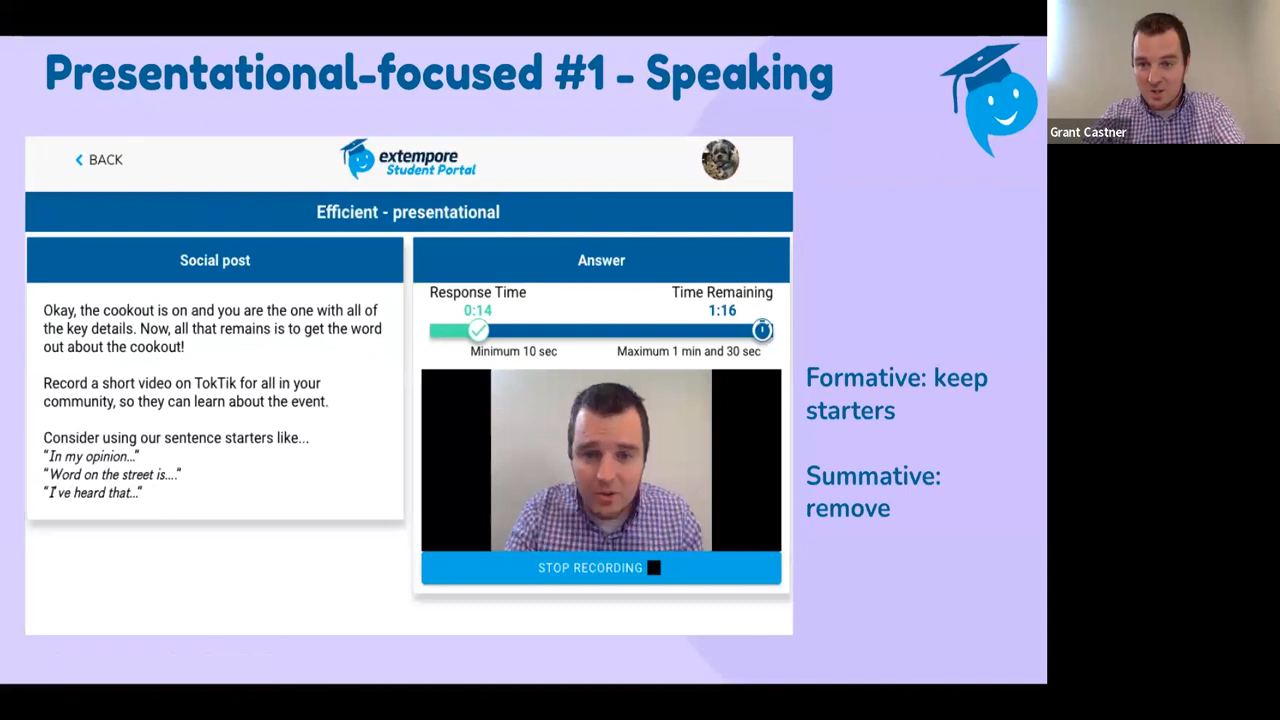 Presentational-focused #1 - Speaking
Grant Castner
BACK
extempore
Student Portal
Efficient - presentational
Social post
Okay, the cookout is on and you are the one with all of
the key details. Now, all that remains is to get the word
out about the cookout!
Record a short video on TokTik for all in your
community, so they can learn about the event.
Consider using our sentence starters like...
"In my opinion..."
"Word on the street is...."
"I've heard that..."
Answer
Response Time
Time Remaining
0:14
1:16
Minimum 10 sec
Maximum 1 min and 30 sec
STOP RECORDING
Formative: keep
starters
Summative:
remove